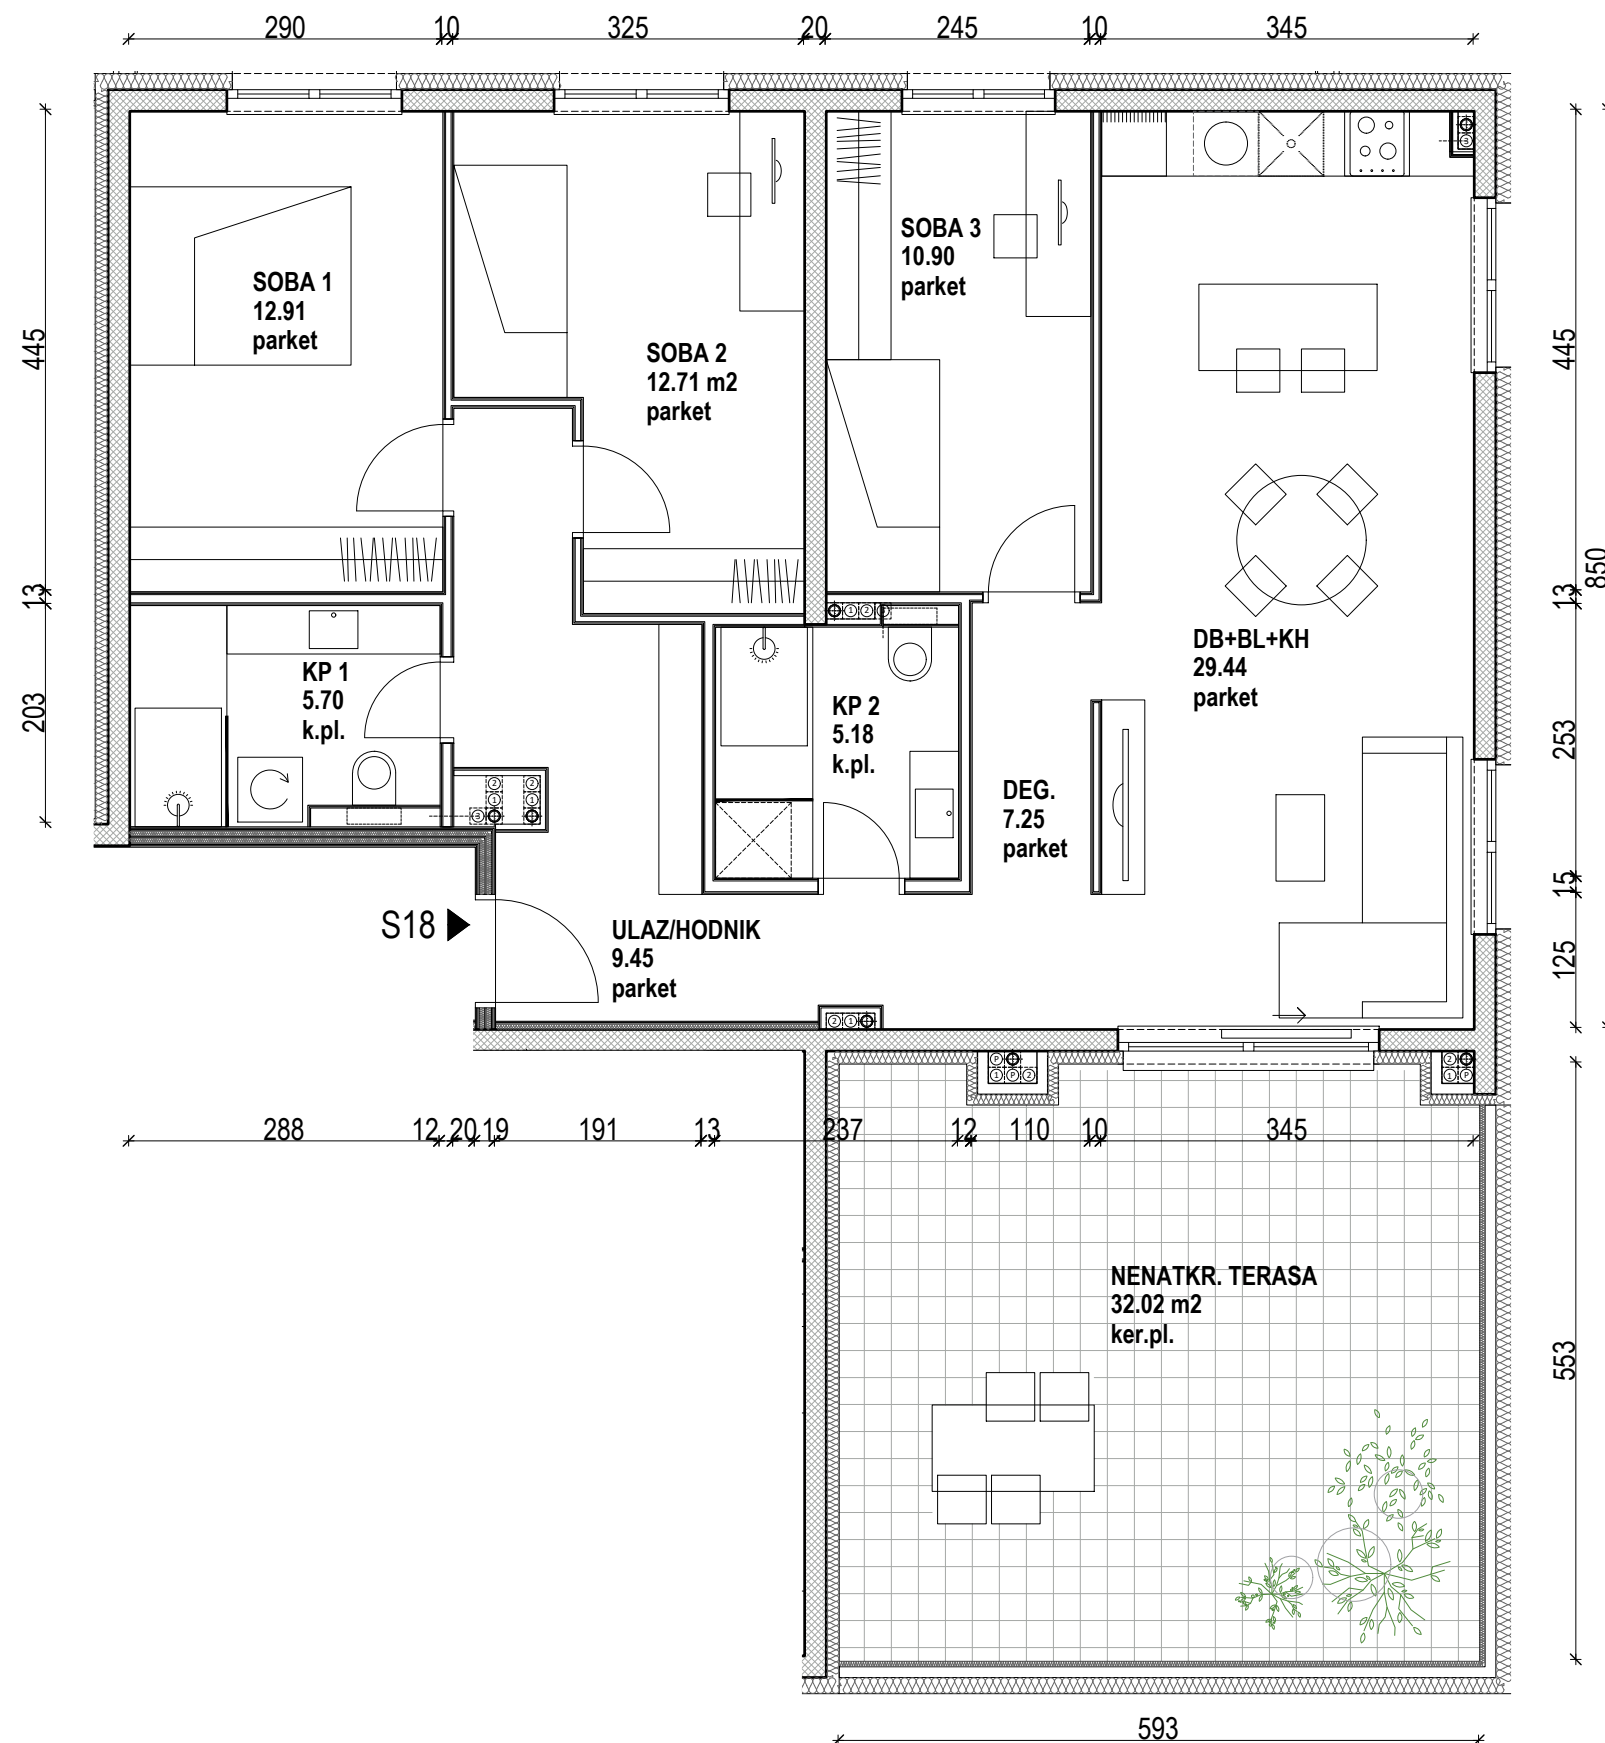 290 10 325 20 245 10 345
SOBA 1
12.91
parket
SOBA 2
12.71 m2
parket
SOBA 3
10.90
parket
445
13
203
445
13
253
15
125
850
553
DB+BL+KH
29.44
parket
KP 1
5.70
k.pl.
KP 2
5.18
k.pl.
DEG.
7.25
parket
S18
ULAZ/HODNIK
9.45
parket
288 12 20 19 191 13 237 12 110 10 345
NENATKR. TERASA
32.02 m2
ker.pl.
593